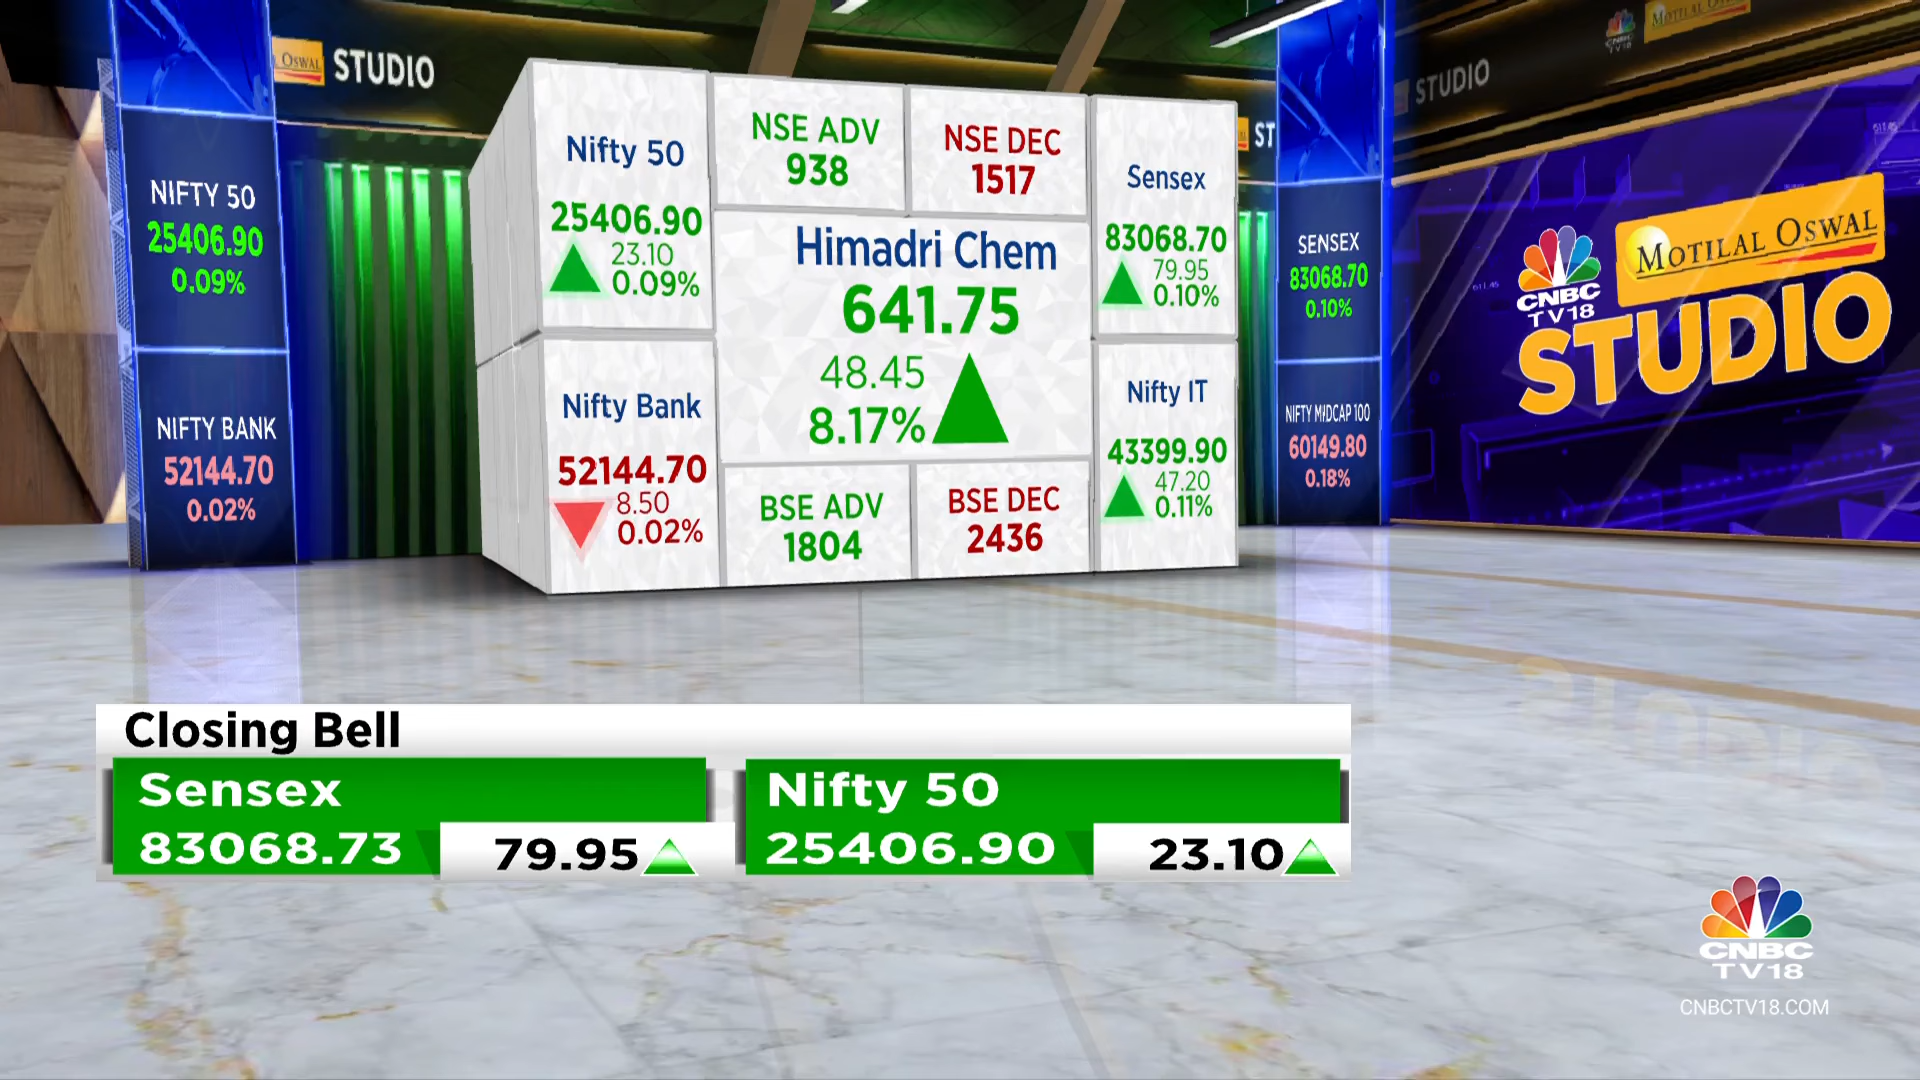 OSWAL STUDIO
NIFTY 50
25406.90
0.09%
NIFTY BANK
52144.70
0.02%
Nifty 50
25406.90
23.10
0.09%
Nifty Bank
52144.70
8.50
0.02%
NSE ADV
938
NSE DEC
1517
Himadri Chem
641.75
48.45
8.17%
BSE ADV
1804
BSE DEC
2436
Sensex
83068.70
79.95
0.10%
Nifty IT
43399.90
47.20
0.11%
ST
SENSEX
83068.70
0.10%
NIFTY MIDCAP 100
60149.80
0.18%
CNBC
TV18
MOTILAL
STUDIO
CNBC
TV18
MOTILAL OSWAL
STUDIO
Closing Bell
Sensex
83068.73
79.95
Nifty 50
25406.90
23.10
CNBC
TV18
CNBCTV18.COM